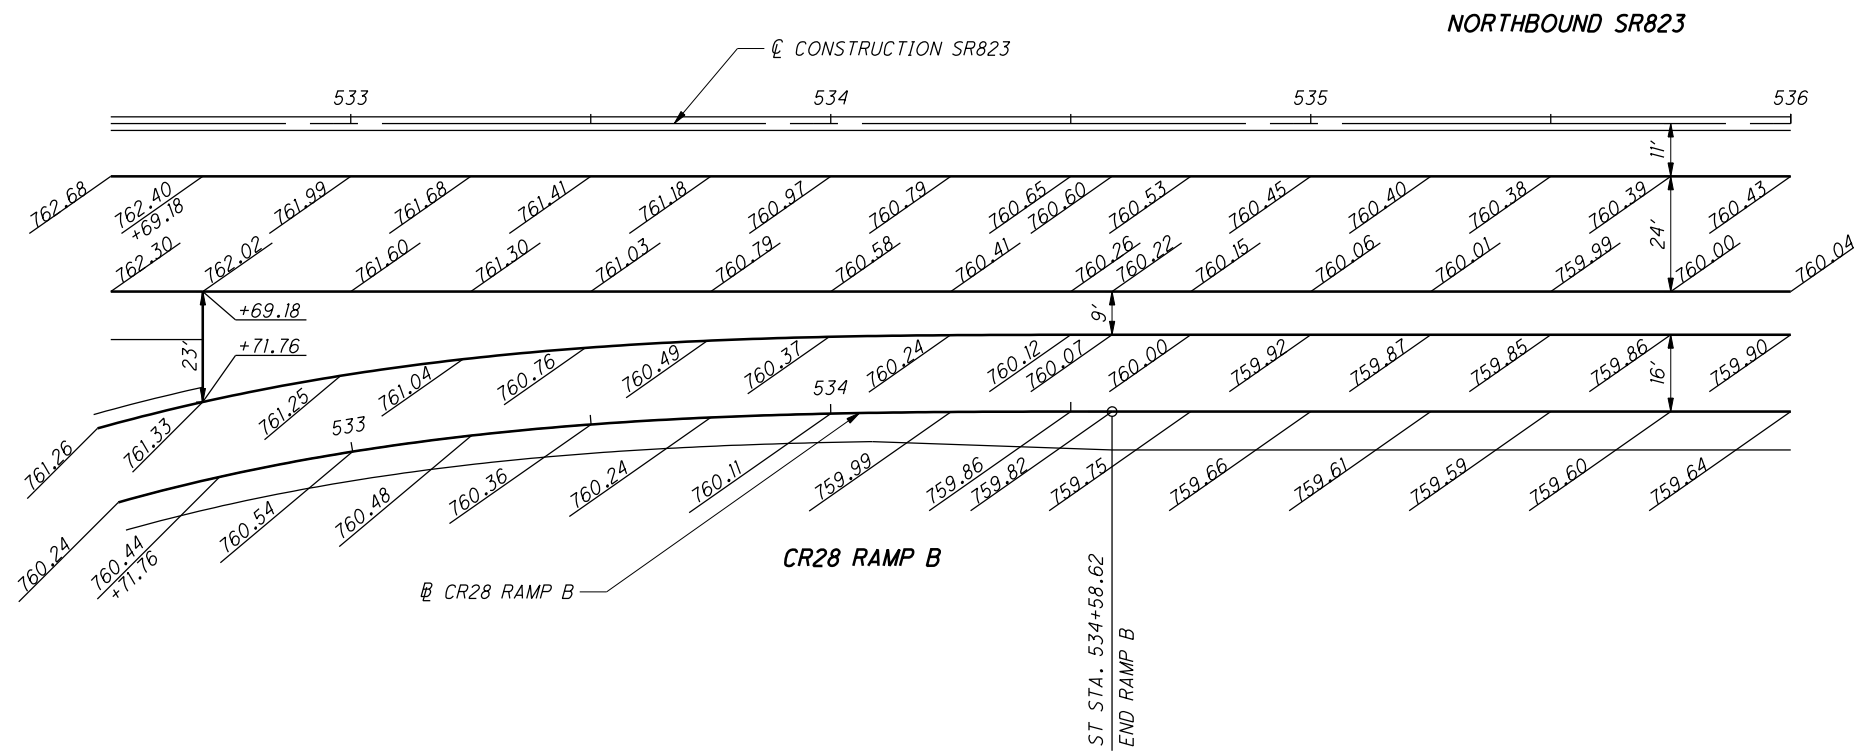 NORTHBOUND SR823
℄ CONSTRUCTION SR823
533 534 535 536
11'
762.68 762.40 761.99 761.68 761.41 761.18 760.97 760.79 760.65 760.60 760.53 760.45 760.40 760.38 760.39 760.43
+69.18
24'
762.30 762.02 761.60 761.30 761.03 760.79 760.58 760.41 760.26 760.22 760.15 760.06 760.01 759.99 760.00 760.04
+69.18
9'
23'
+71.76
761.26 761.33 761.25 761.04 760.76 760.49 760.37 760.24 760.12 760.07 760.00 759.92 759.87 759.85 759.86 759.90
16'
533 534
760.24 760.44 760.54 760.48 760.36 760.24 760.11 759.99 759.86 759.82 759.75 759.66 759.61 759.59 759.60 759.64
+71.76
CR28 RAMP B
BL CR28 RAMP B
ST STA. 534+58.62
END RAMP B